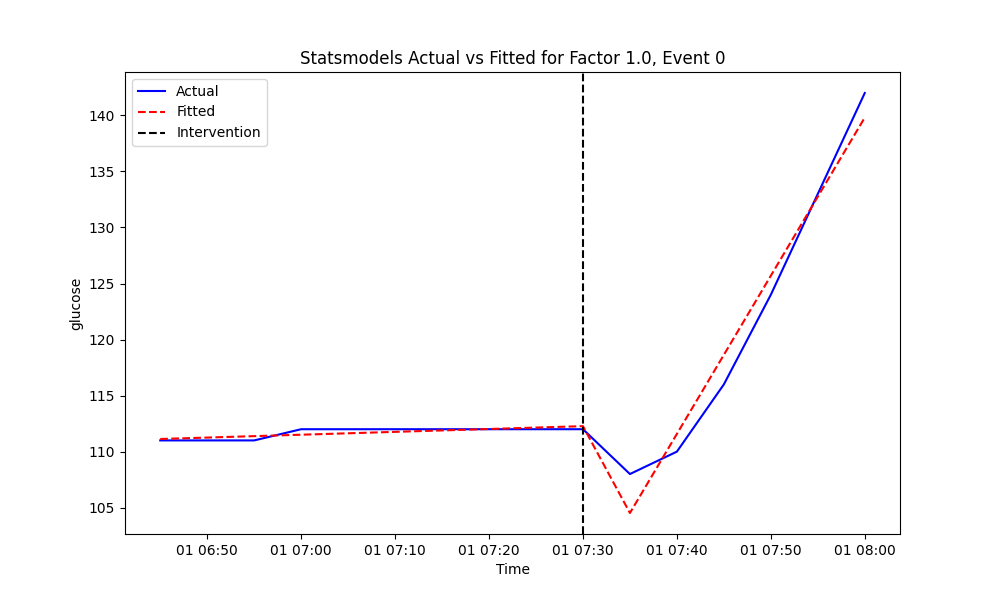 Statsmodels Actual vs Fitted for Factor 1.0, Event 0
Actual
Fitted
Intervention
glucose
140
135
130
125
120
115
110
105
01 06:50 01 07:00 01 07:10 01 07:20 01 07:30 01 07:40 01 07:50 01 08:00
Time